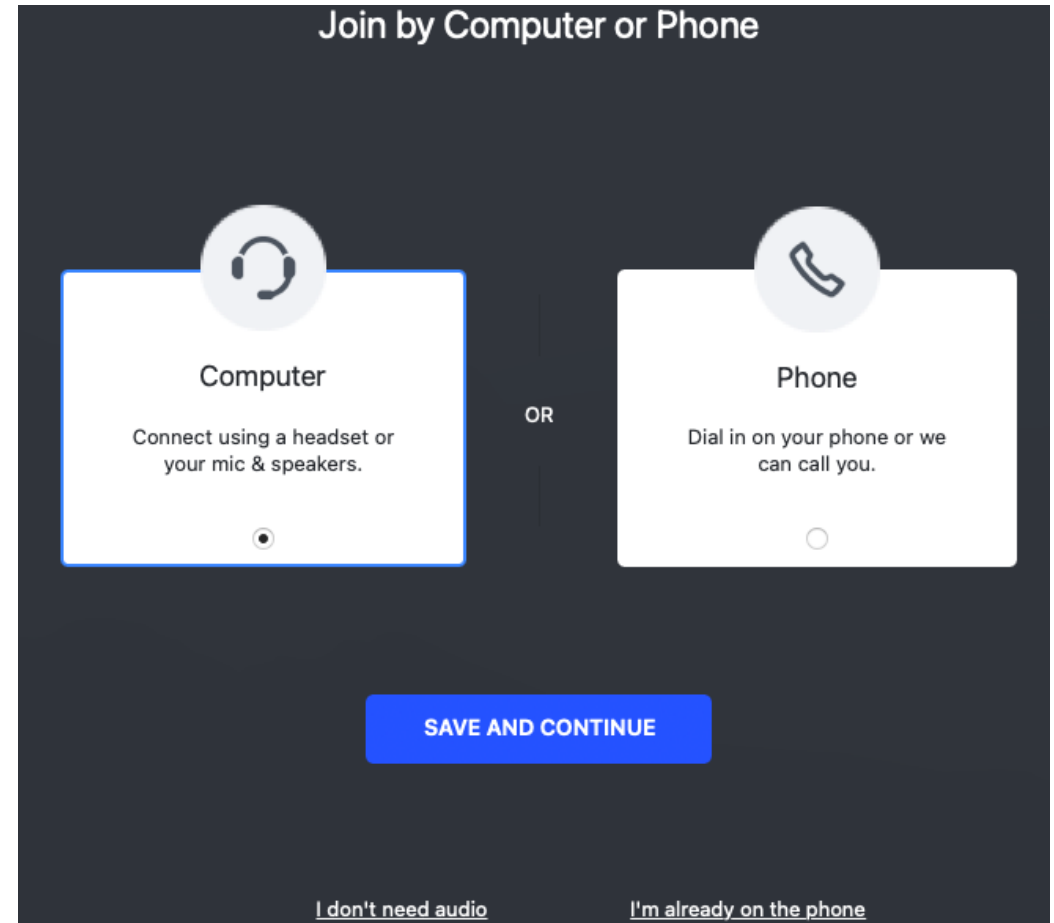 Join by Computer or Phone
Computer
Connect using a headset or
your mic & speakers.
OR
Phone
Dial in on your phone or we
can call you.
SAVE AND CONTINUE
I don't need audio
I'm already on the phone